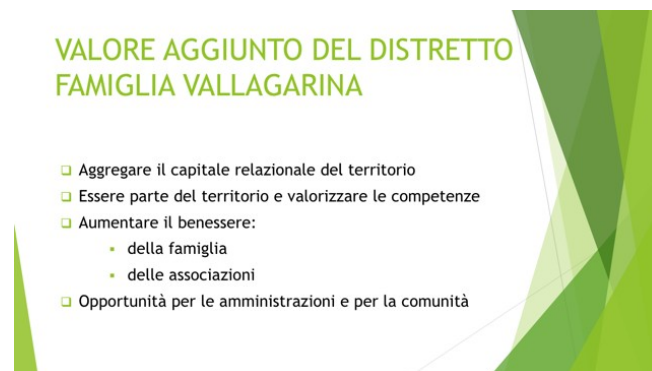 VALORE AGGIUNTO DEL DISTRETTO
FAMIGLIA VALLAGARINA
Aggregare il capitale relazionale del territorio
Essere parte del territorio e valorizzare le competenze
Aumentare il benessere:
della famiglia
delle associazioni
Opportunità per le amministrazioni e per la comunità